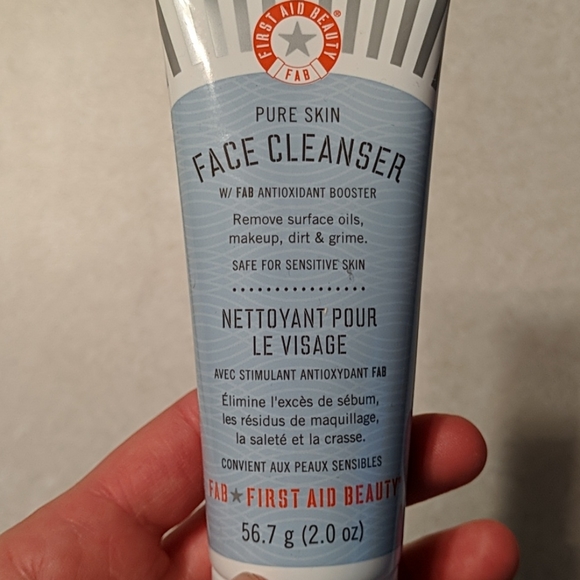 FIRST AID BEAUTY®
FAB
PURE SKIN
FACE CLEANSER
W/ FAB ANTIOXIDANT BOOSTER
Remove surface oils,
makeup, dirt & grime.
SAFE FOR SENSITIVE SKIN
NETTOYANT POUR
LE VISAGE
AVEC STIMULANT ANTIOXYDANT FAB
Élimine l'excès de sébum,
les résidus de maquillage,
la saleté et la crasse.
CONVIENT AUX PEAUX SENSIBLES
FAB★FIRST AID BEAUTY®
56.7 g (2.0 oz)